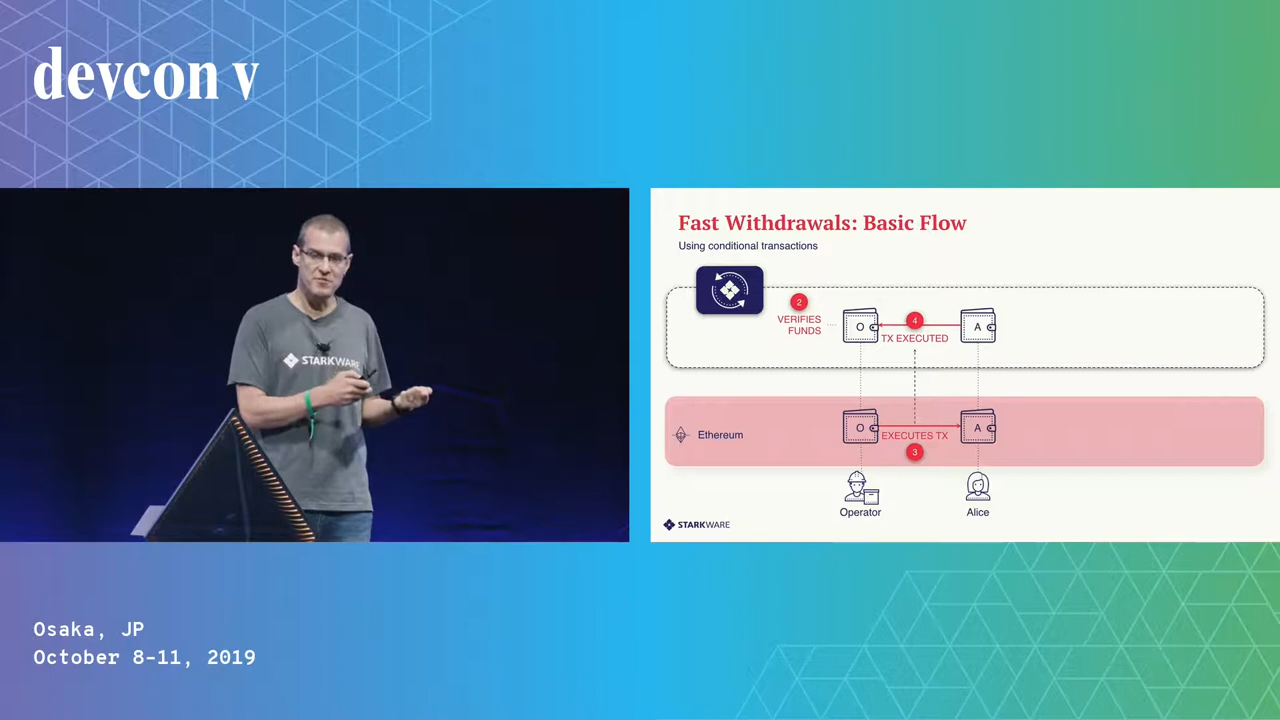 devcon v
STARKWARE
Fast Withdrawals: Basic Flow
Using conditional transactions
2
VERIFIES
FUNDS
O
4
A
TX EXECUTED
Ethereum
O
A
EXECUTES TX
3
Operator
Alice
STARKWARE
Osaka, JP
October 8-11, 2019